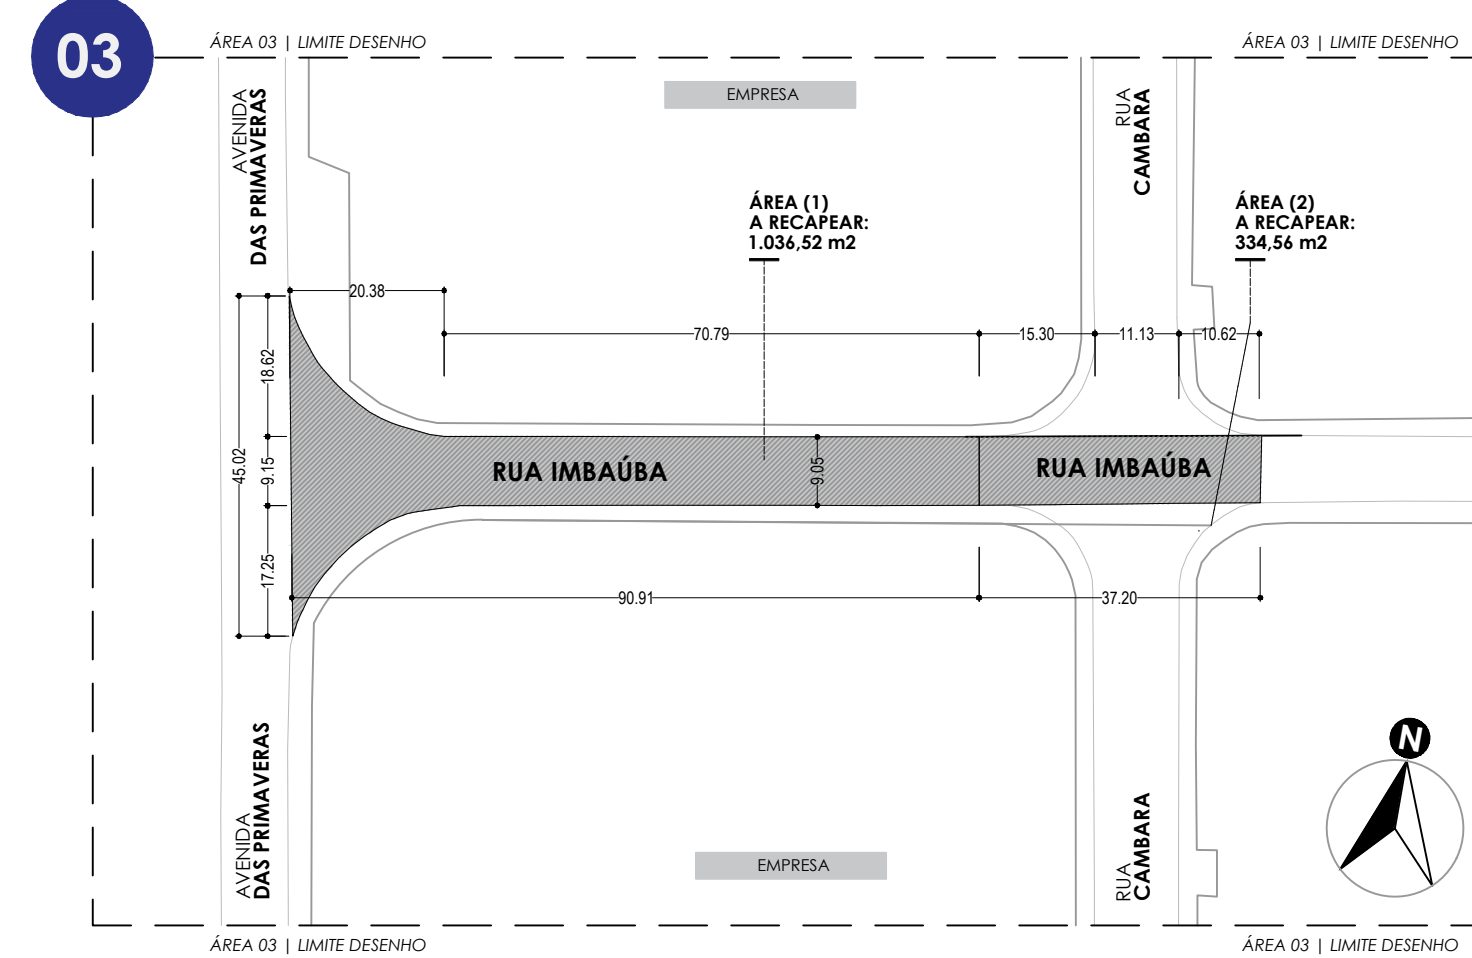 03
ÁREA 03 | LIMITE DESENHO
ÁREA 03 | LIMITE DESENHO
EMPRESA
AVENIDA
DAS PRIMAVERAS
RUA
CAMBARA
ÁREA (1)
A RECAPEAR:
1.036,52 m2
ÁREA (2)
A RECAPEAR:
334,56 m2
20.38
70.79
15.30
11.13
10.62
18.62
45.02
9.15
17.25
9.05
RUA IMBAÚBA
RUA IMBAÚBA
90.91
37.20
N
AVENIDA
DAS PRIMAVERAS
RUA
CAMBARA
EMPRESA
ÁREA 03 | LIMITE DESENHO
ÁREA 03 | LIMITE DESENHO